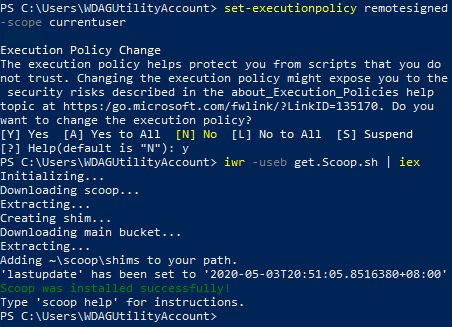 PS C:\Users\WDAGUtilityAccount> set-executionpolicy remotesigned
-scope currentuser
Execution Policy Change
The execution policy helps protect you from scripts that you do
not trust. Changing the execution policy might expose you to the
security risks described in the about_Execution_Policies help
topic at https:/go.microsoft.com/fwlink/?LinkID=135170. Do you
want to change the execution policy?
[Y] Yes  [A] Yes to All  [N] No  [L] No to All  [S] Suspend
[?] Help(default is "N"): y
PS C:\Users\WDAGUtilityAccount> iwr -useb get.Scoop.sh | iex
Initializing...
Downloading scoop...
Extracting...
Creating shim...
Downloading main bucket...
Extracting...
Adding ~\scoop\shims to your path.
'lastupdate' has been set to '2020-05-03T20:51:05.8516380+08:00'
Scoop was installed successfully!
Type 'scoop help' for instructions.
PS C:\Users\WDAGUtilityAccount>